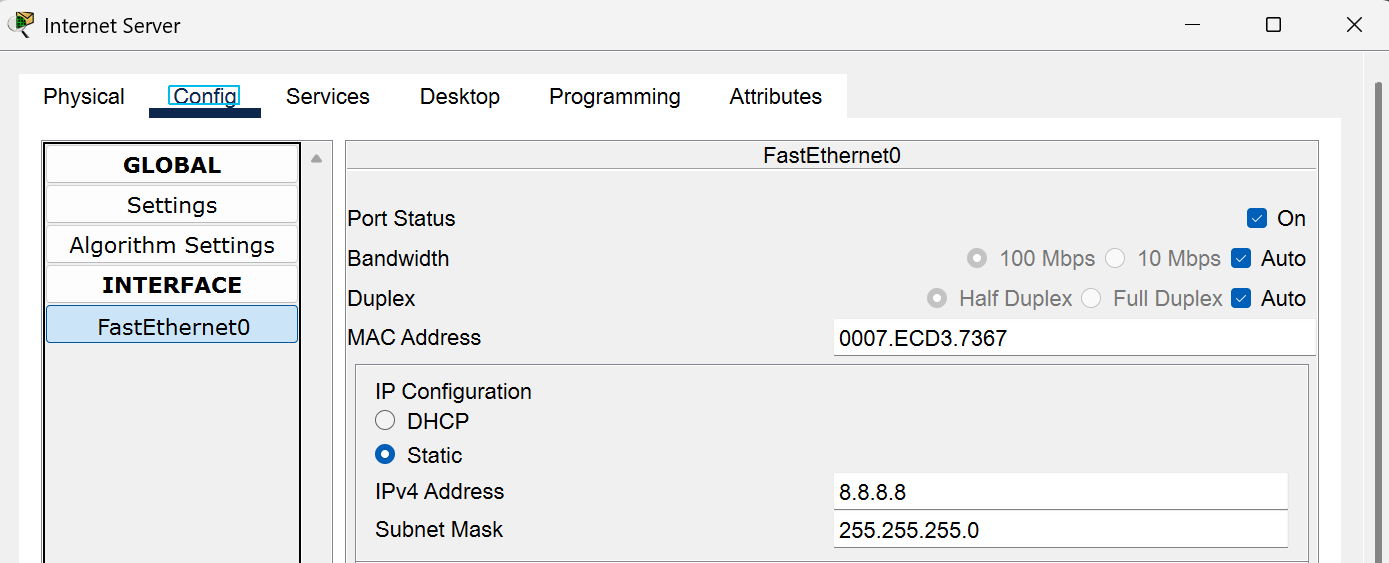 Internet Server
Physical Config Services Desktop Programming Attributes
GLOBAL
Settings
Algorithm Settings
INTERFACE
FastEthernet0
FastEthernet0
Port Status On
Bandwidth 100 Mbps 10 Mbps Auto
Duplex Half Duplex Full Duplex Auto
MAC Address 0007.ECD3.7367
IP Configuration
DHCP
Static
IPv4 Address 8.8.8.8
Subnet Mask 255.255.255.0